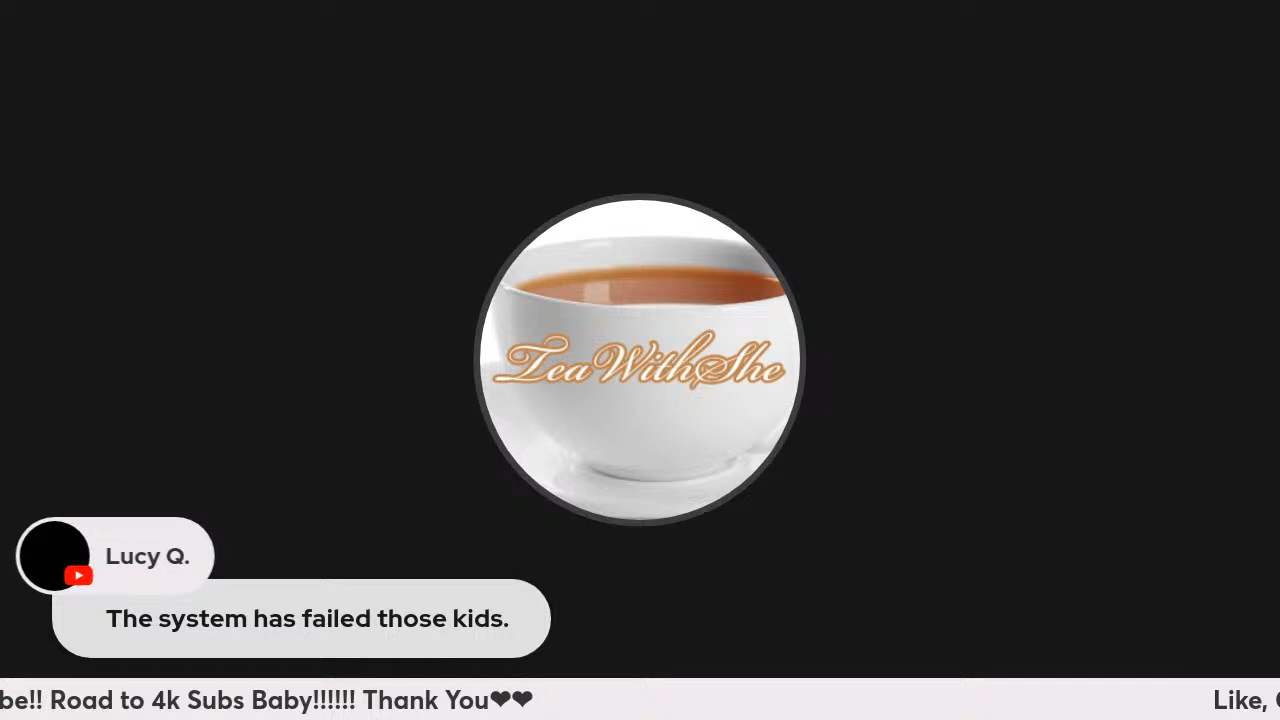 TeaWithShe
Lucy Q.
The system has failed those kids.
be!! Road to 4k Subs Baby!!!!!! Thank You❤❤
Like,